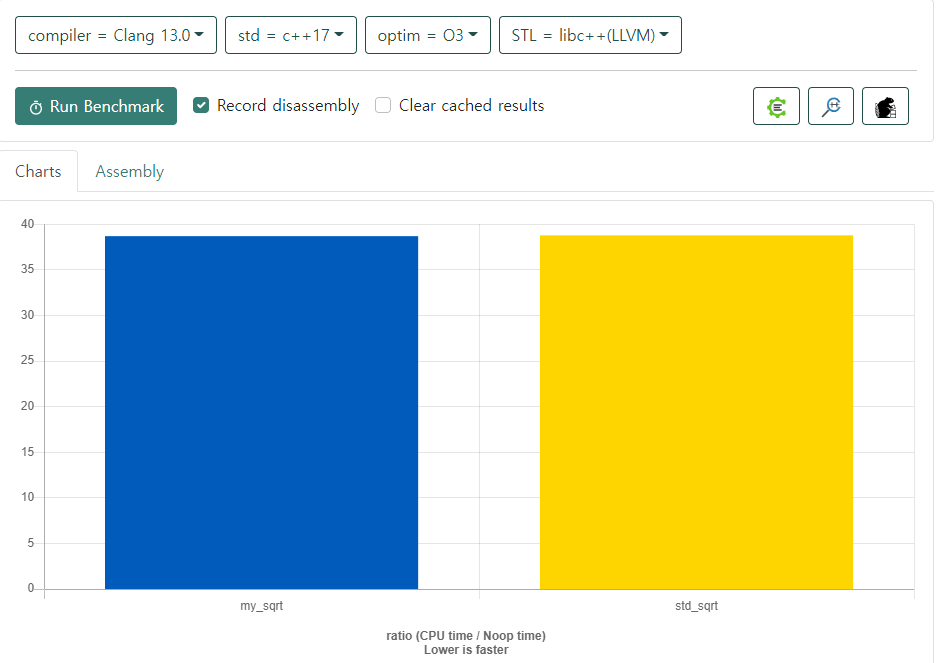 compiler = Clang 13.0 std = c++17 optim = O3 STL = libc++(LLVM)
Run Benchmark Record disassembly Clear cached results
Charts Assembly
40
35
30
25
20
15
10
5
0
my_sqrt std_sqrt
ratio (CPU time / Noop time)
Lower is faster